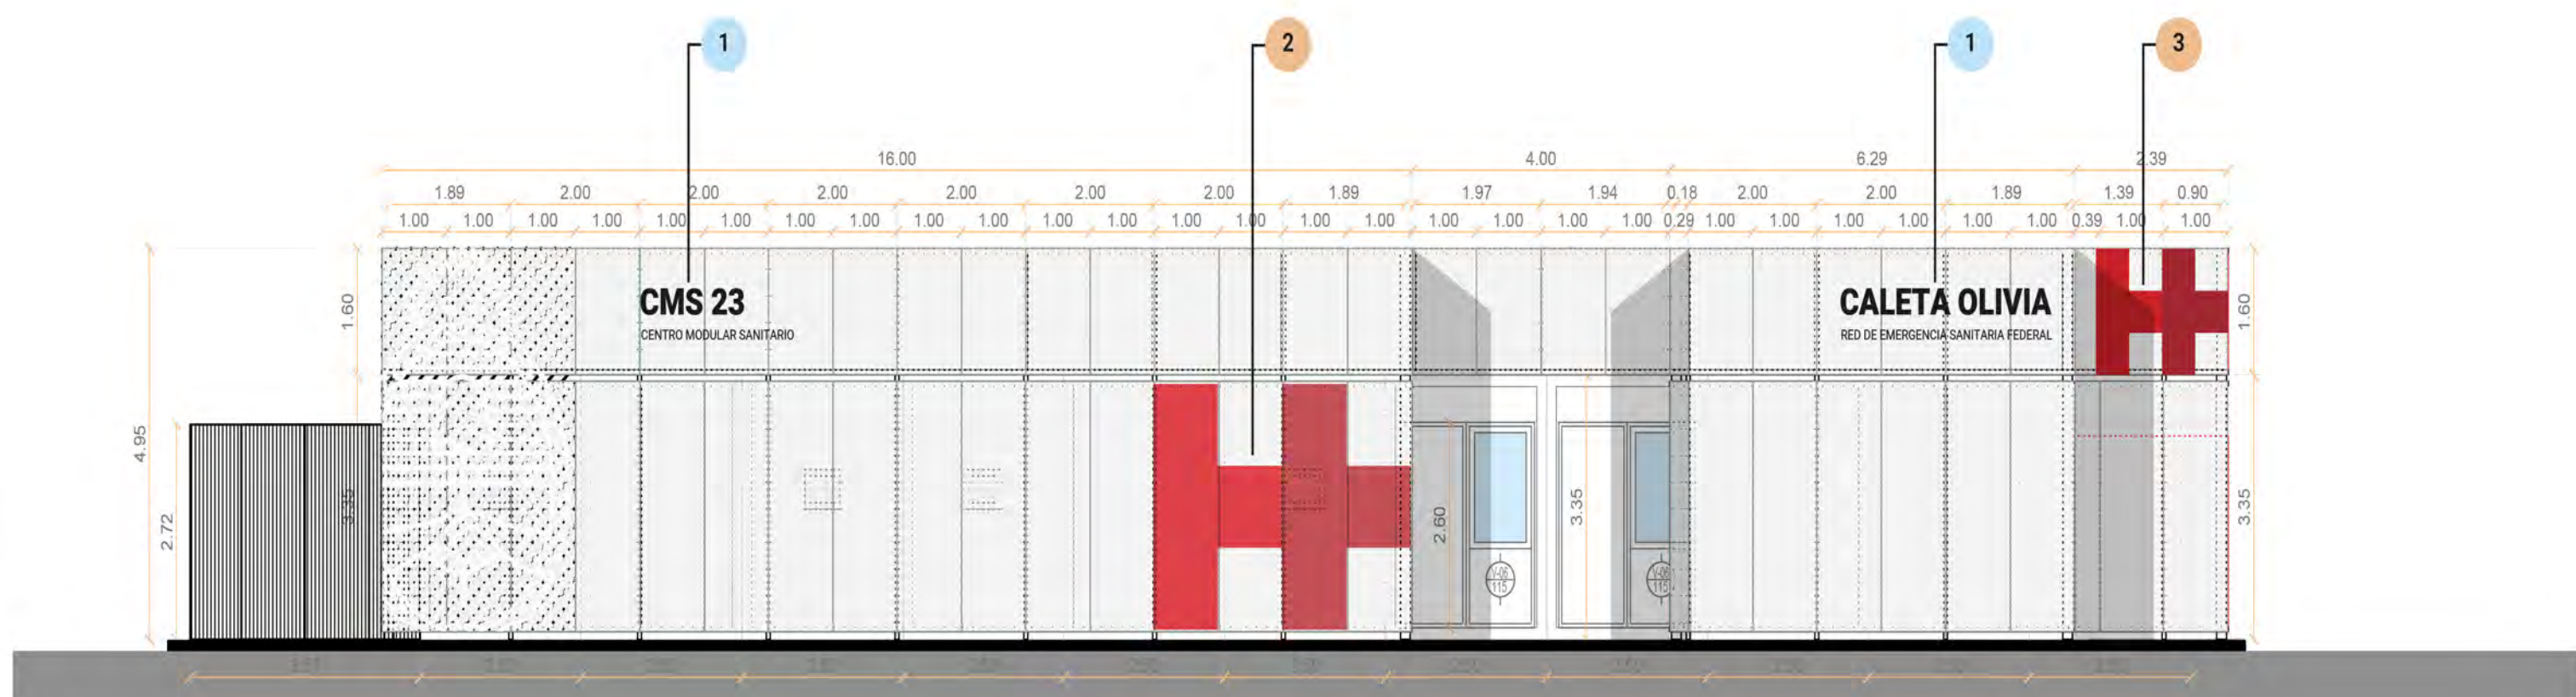 1
2
1
3
16.00 4.00 6.29 2.39
1.89 2.00 2.00 2.00 2.00 2.00 2.00 1.89 1.97 1.94 0.18 2.00 2.00 1.89 1.39 0.90
1.00 1.00 1.00 1.00 1.00 1.00 1.00 1.00 1.00 1.00 1.00 1.00 1.00 1.00 1.00 1.00 1.00 1.00 1.00 1.00 0.29 1.00 1.00 1.00 1.00 1.00 1.00 0.39 1.00 1.00
CMS 23
CENTRO MODULAR SANITARIO
CALETA OLIVIA
RED DE EMERGENCIA SANITARIA FEDERAL
1.60
1.60
4.95
2.72
3.35
2.60
3.35
3.35
V-06
115
V-06
115